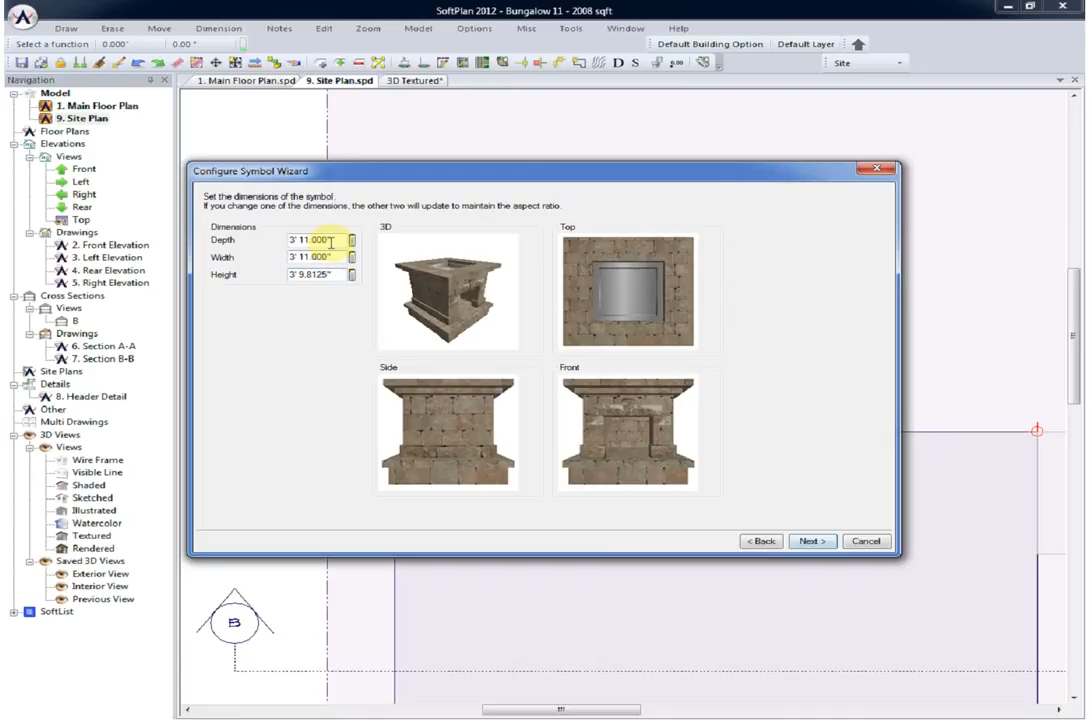 SoftPlan 2012 - Bungalow 11 - 2008 sqft
Draw Erase Move Dimension Notes Edit Zoom Model Options Misc Tools Window Help
Select a function 0.000" 0.00 ° Default Building Option Default Layer
D S Site
Navigation
1. Main Floor Plan.spd 9. Site Plan.spd 3D Textured*
Model
1. Main Floor Plan
9. Site Plan
Floor Plans
Elevations
Views
Front
Left
Right
Rear
Top
Drawings
2. Front Elevation
3. Left Elevation
4. Rear Elevation
5. Right Elevation
Cross Sections
Views
B
Drawings
6. Section A-A
7. Section B-B
Site Plans
Details
8. Header Detail
Other
Multi Drawings
3D Views
Views
Wire Frame
Visible Line
Shaded
Sketched
Illustrated
Watercolor
Textured
Rendered
Saved 3D Views
Exterior View
Interior View
Previous View
SoftList
Configure Symbol Wizard
Set the dimensions of the symbol.
If you change one of the dimensions, the other two will update to maintain the aspect ratio.
Dimensions
Depth 3' 11.000"
Width 3' 11.000"
Height 3' 9.8125"
3D
Top
Side
Front
< Back Next > Cancel
B